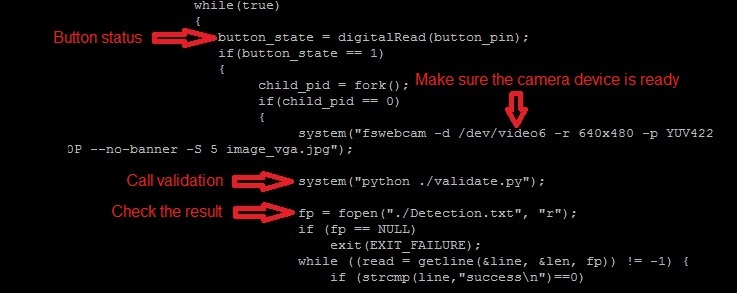 while(true)
{
Button status button_state = digitalRead(button_pin);
if(button_state == 1)
{
child_pid = fork(); Make sure the camera device is ready
if(child_pid == 0)
{
system("fswebcam -d /dev/video6 -r 640x480 -p YUV422
0P --no-banner -S 5 image_vga.jpg");
Call validation system("python ./validate.py");
Check the result fp = fopen("./Detection.txt", "r");
if (fp == NULL)
exit(EXIT_FAILURE);
while ((read = getline(&line, &len, fp)) != -1) {
if (strcmp(line,"success\n")==0)